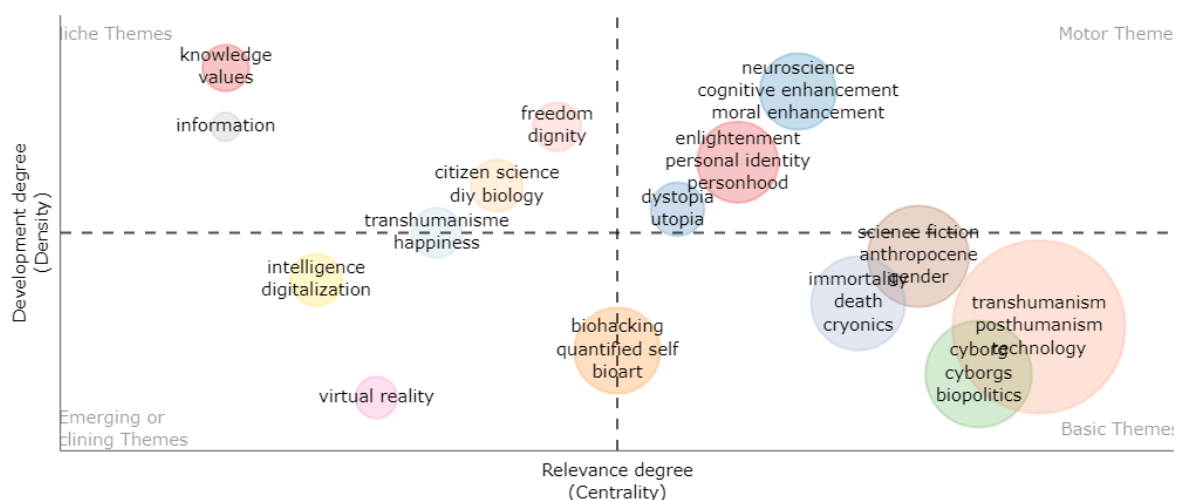 liche Themes
Motor Theme
knowledge
values
information
freedom
dignity
citizen science
diy biology
transhumanisme
happiness
intelligence
digitalization
virtual reality
neuroscience
cognitive enhancement
moral enhancement
enlightenment
personal identity
personhood
dystopia
utopia
science fiction
anthropocene
gender
immortality
death
cryonics
transhumanism
posthumanism
technology
cyborg
cyborgs
biopolitics
biohacking
quantified self
bioart
Emerging or
clining Themes
Basic Themes
Development degree
(Density)
Relevance degree
(Centrality)